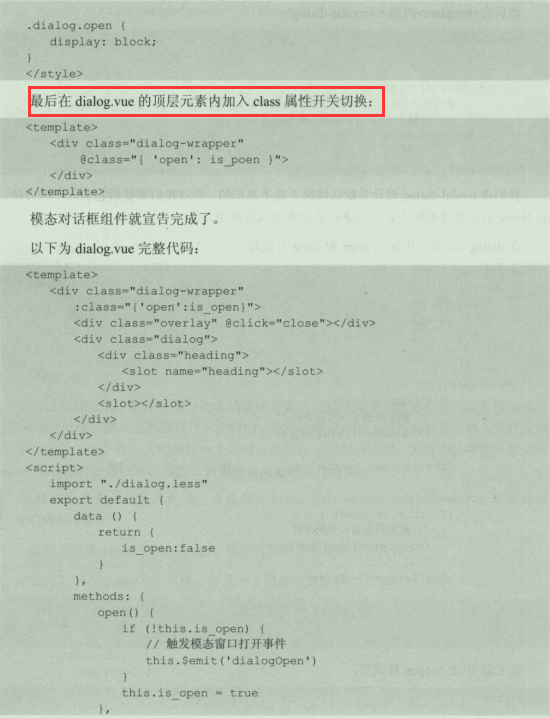 .dialog.open {
display: block;
}
</style>
最后在 dialog.vue 的顶层元素内加入 class 属性开关切换：
<template>
<div class="dialog-wrapper"
@class="{ 'open': is_poen }">
</div>
</template>
模态对话框组件就宣告完成了。
以下为 dialog.vue 完整代码：
<template>
<div class="dialog-wrapper"
:class="{'open':is_open}">
<div class="overlay" @click="close"></div>
<div class="dialog">
<div class="heading">
<slot name="heading"></slot>
</div>
<slot></slot>
</div>
</div>
</template>
<script>
import "./dialog.less"
export default {
data () {
return {
is_open:false
}
},
methods: {
open() {
if (!this.is_open) {
// 触发模态窗口打开事件
this.$emit('dialogOpen')
}
this.is_open = true
},